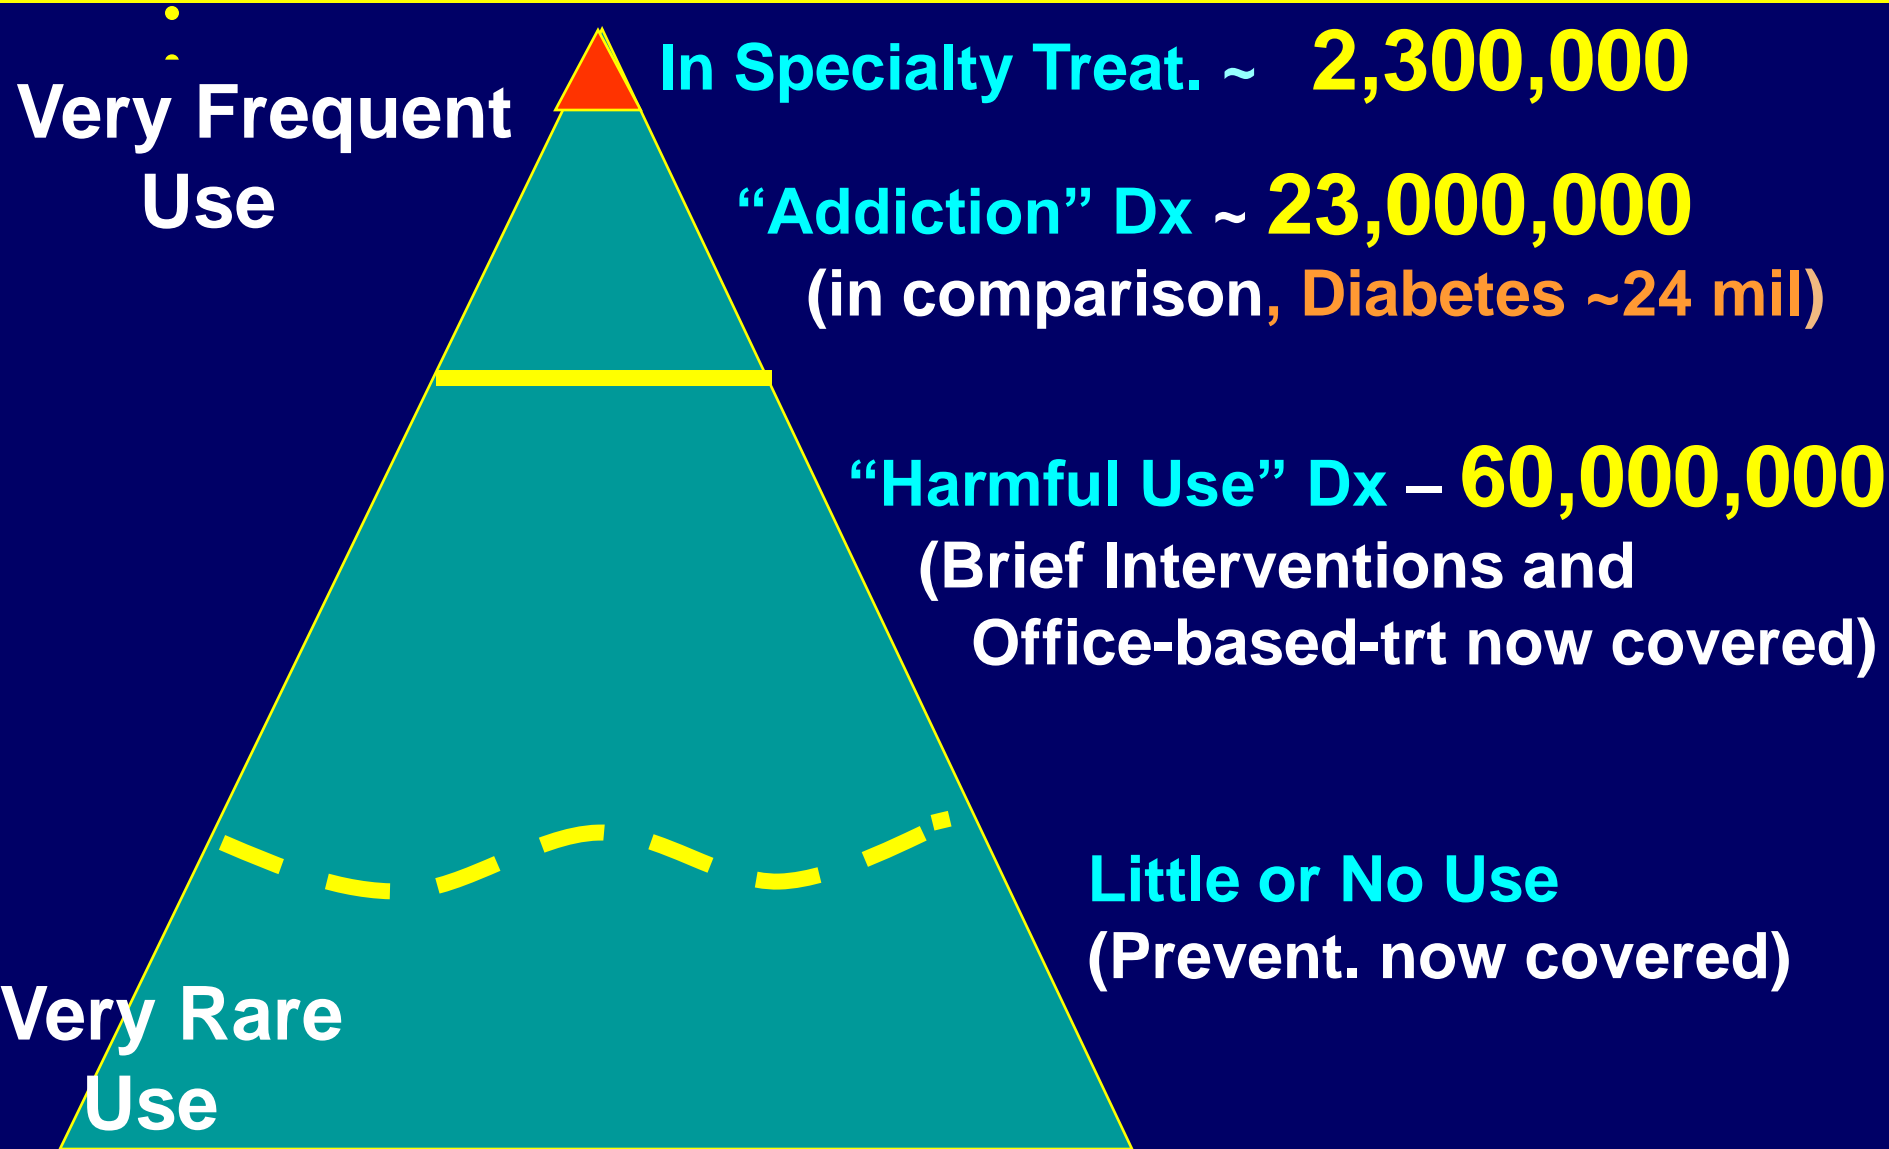 Very Frequent
Use
In Specialty Treat. ~ 2,300,000
“Addiction” Dx ~ 23,000,000
(in comparison, Diabetes ~24 mil)
“Harmful Use” Dx – 60,000,000
(Brief Interventions and
Office-based-trt now covered)
Little or No Use
(Prevent. now covered)
Very Rare
Use